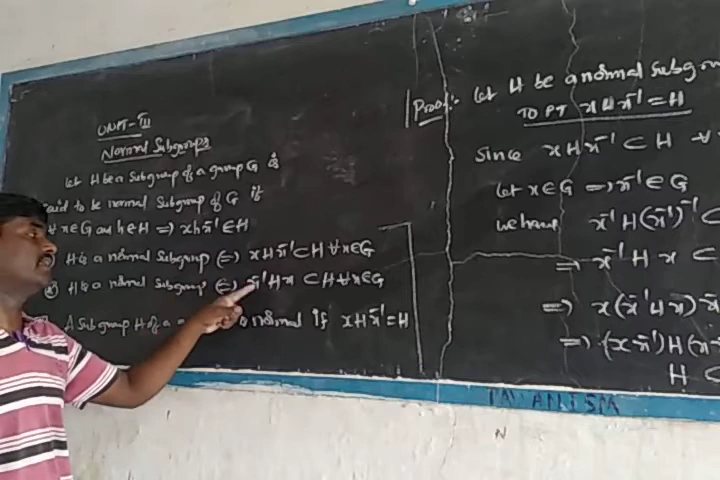 UNIT-III
Normal Subgroups
Let H be a Subgroup of a group G is
said to be normal Subgroup of G if
∀ x∈G and h∈H ⇒ xhx⁻¹∈H
H is a normal Subgroup ⇔ xHx⁻¹⊂H ∀ x∈G
H is a normal Subgroup ⇔ x⁻¹Hx ⊂H ∀ x∈G
A Subgroup H of a normal if xHx⁻¹=H
Proof:- Let H be a normal Subgrou
TO PT xHx⁻¹=H
Since xHx⁻¹⊂H ∀
Let x∈G ⇒ x⁻¹∈G
we have x⁻¹H(x⁻¹)⁻¹⊂
⇒ x⁻¹Hx ⊂
⇒ x(x⁻¹Hx)x⁻
⇒ (xx⁻¹)H(x
H ⊂